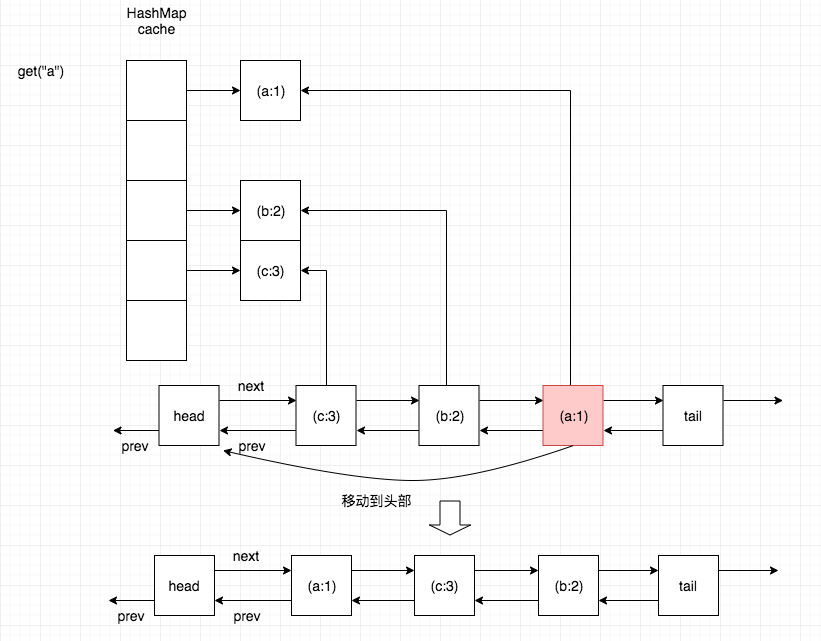 HashMap
cache
get("a")
(a:1)
(b:2)
(c:3)
next
head
(c:3)
(b:2)
(a:1)
tail
prev
prev
移动到头部
next
head
(a:1)
(c:3)
(b:2)
tail
prev
prev